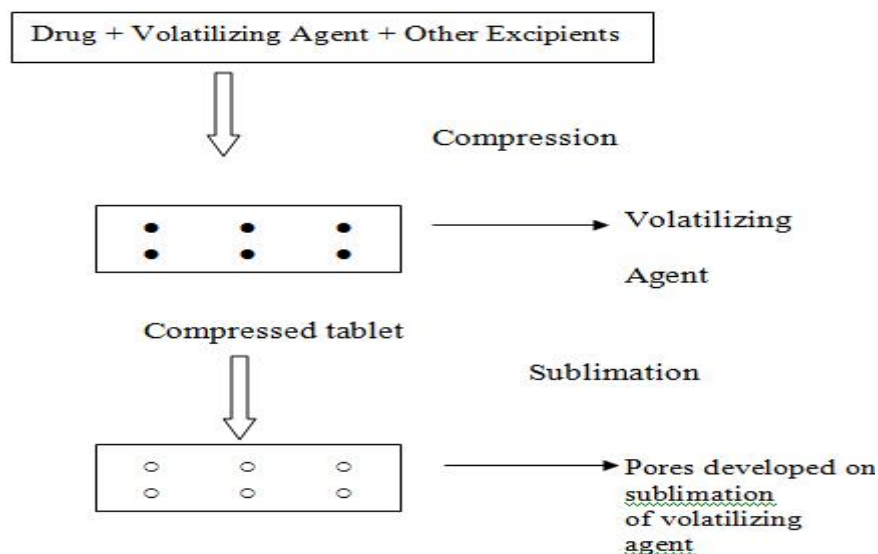 Drug + Volatilizing Agent + Other Excipients
Compression
Volatilizing
Agent
Compressed tablet
Sublimation
Pores developed on
sublimation
of volatilizing
agent